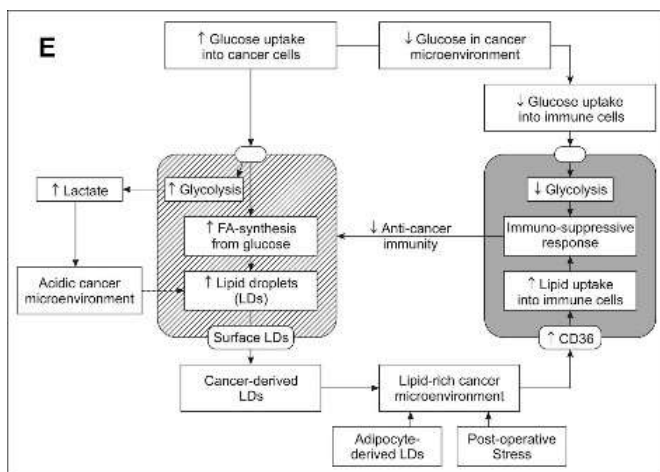 E
↑ Glucose uptake
into cancer cells
↓ Glucose in cancer
microenvironment
↓ Glucose uptake
into immune cells
↑ Lactate
↑ Glycolysis
↓ Glycolysis
↑ FA-synthesis
from glucose
↓ Anti-cancer
immunity
Immuno-suppressive
response
Acidic cancer
microenvironment
↑ Lipid droplets
(LDs)
↑ Lipid uptake
into immune cells
Surface LDs
↑ CD36
Cancer-derived
LDs
Lipid-rich cancer
microenvironment
Adipocyte-
derived LDs
Post-operative
Stress